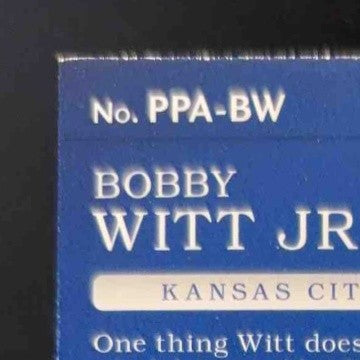 No. PPA-BW
BOBBY
WITT JR
KANSAS CIT
One thing Witt does